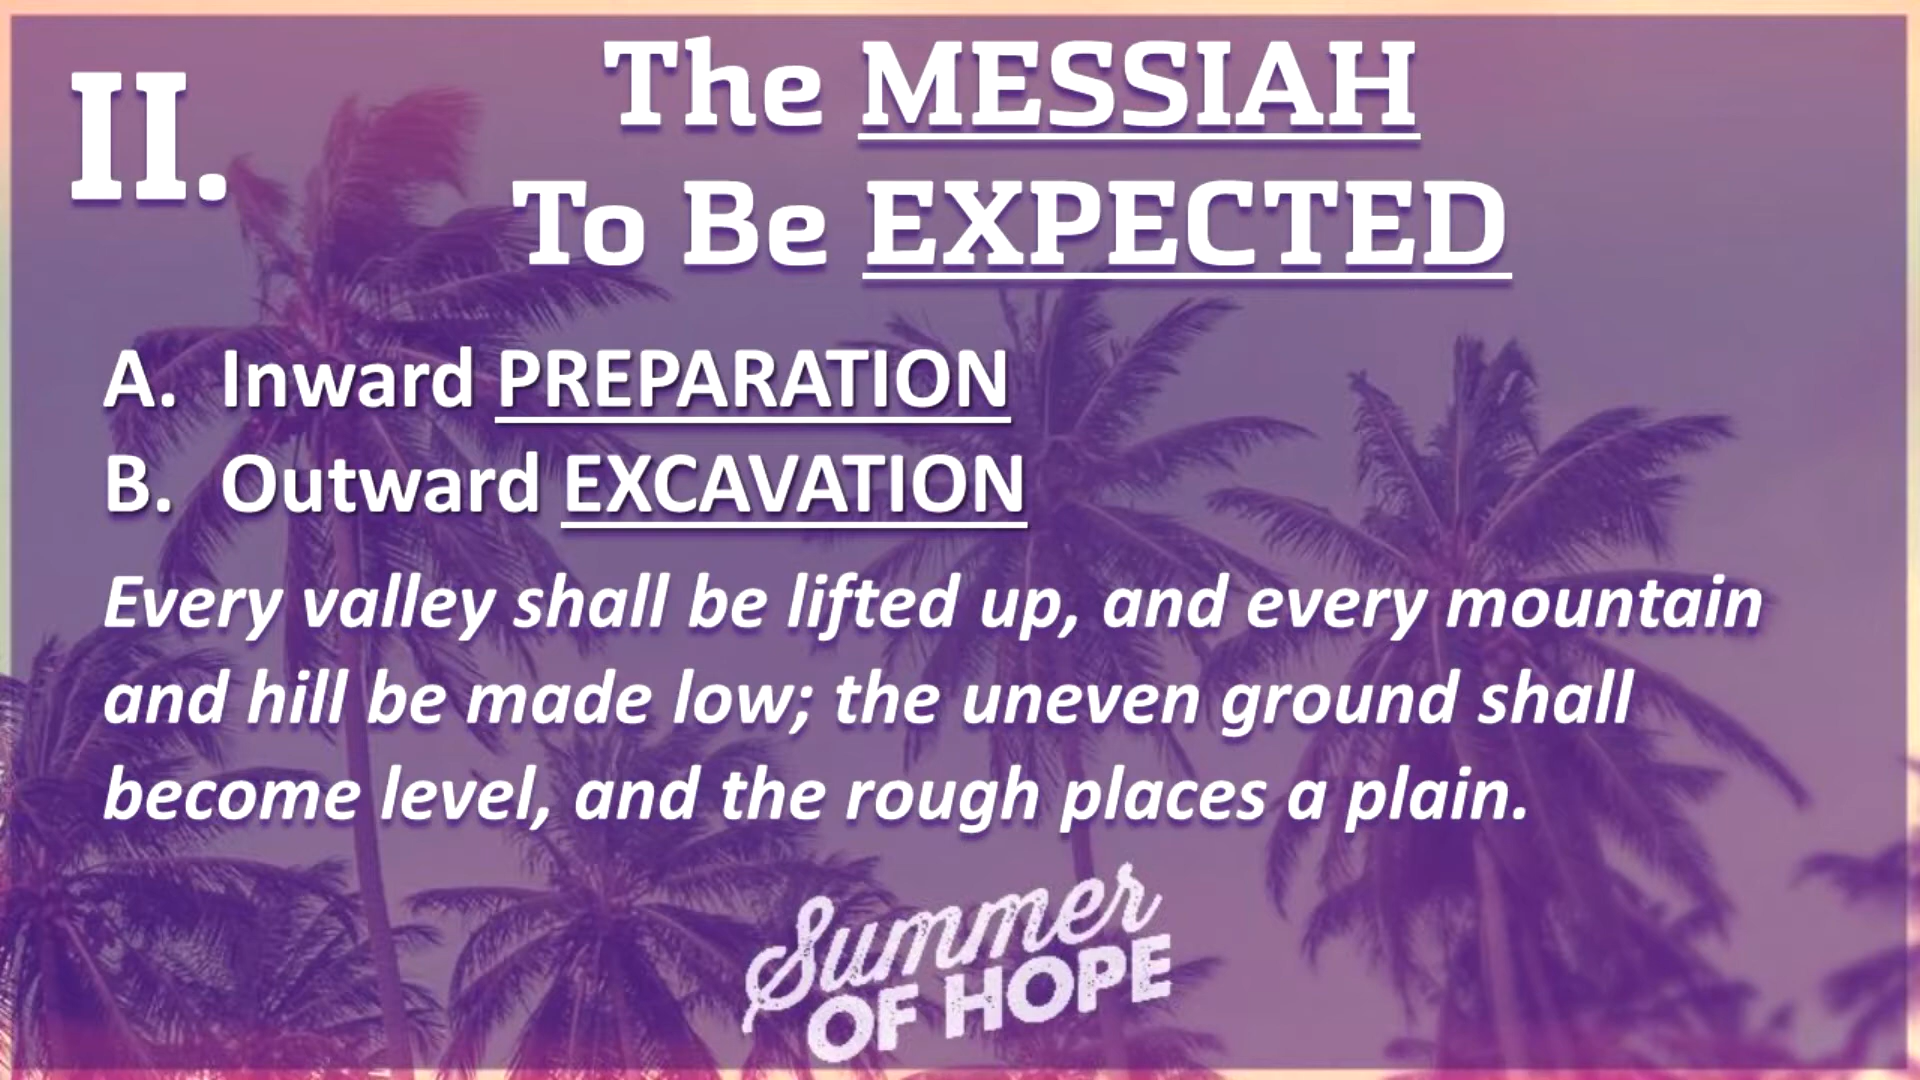 II.
The MESSIAH
To Be EXPECTED
A. Inward PREPARATION
B. Outward EXCAVATION
Every valley shall be lifted up, and every mountain
and hill be made low; the uneven ground shall
become level, and the rough places a plain.
Summer
OF HOPE